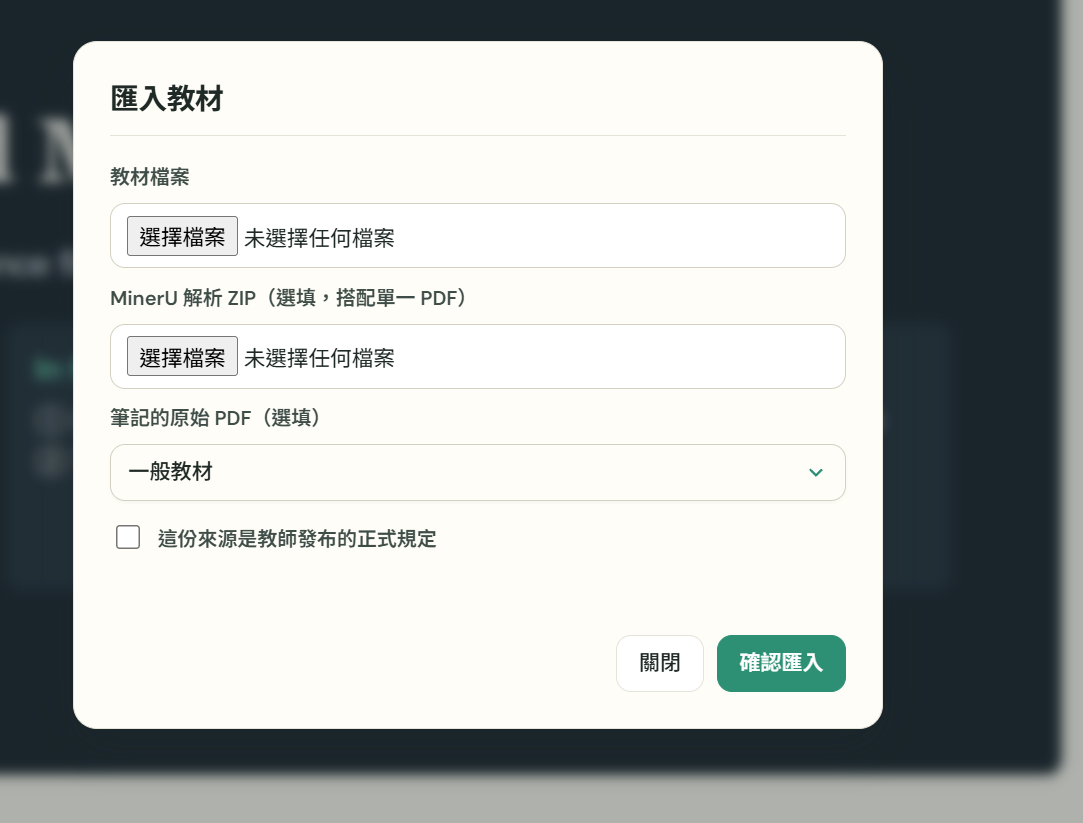 匯入教材
教材檔案
選擇檔案 未選擇任何檔案
MinerU 解析 ZIP（選填，搭配單一 PDF）
選擇檔案 未選擇任何檔案
筆記的原始 PDF（選填）
一般教材
這份來源是教師發布的正式規定
關閉 確認匯入